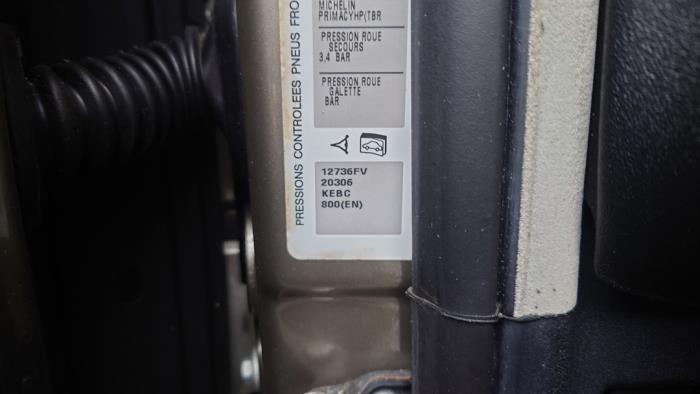 MICHELIN
PRIMACYHP(TBR
PRESSION ROUE
SECOURS
3,4 BAR
PRESSION ROUE
GALETTE
BAR
12736FV
20306
KEBC
800(EN)
PRESSIONS CONTROLEES PNEUS FRO